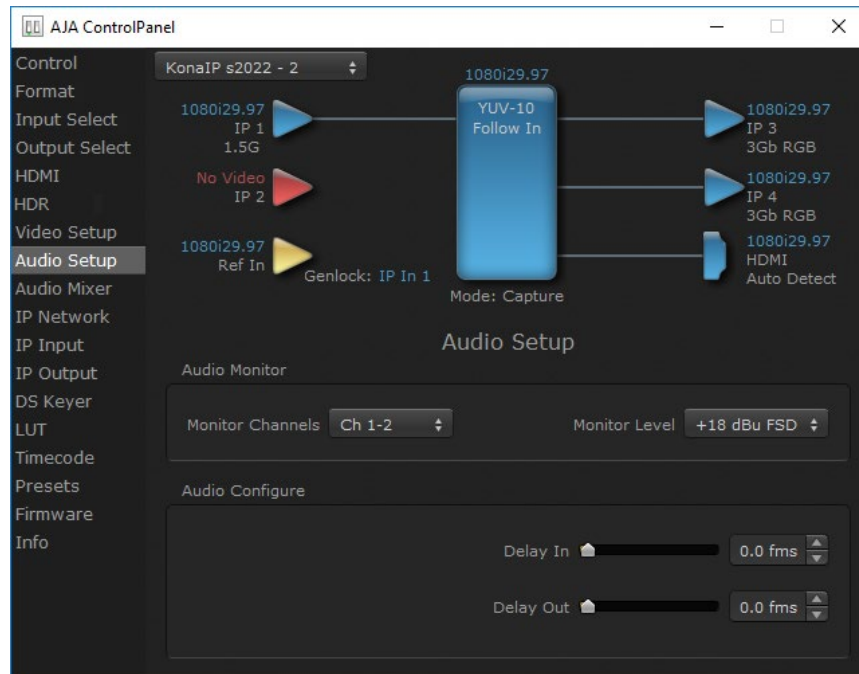 AJA ControlPanel
Control
Format
Input Select
Output Select
HDMI
HDR
Video Setup
Audio Setup
Audio Mixer
IP Network
IP Input
IP Output
DS Keyer
LUT
Timecode
Presets
Firmware
Info
KonaIP s2022 - 2
1080i29.97
1080i29.97
IP 1
1.5G
No Video
IP 2
1080i29.97
Ref In
Genlock: IP In 1
YUV-10
Follow In
Mode: Capture
1080i29.97
IP 3
3Gb RGB
1080i29.97
IP 4
3Gb RGB
1080i29.97
HDMI
Auto Detect
Audio Setup
Audio Monitor
Monitor Channels Ch 1-2 Monitor Level +18 dBu FSD
Audio Configure
Delay In 0.0 fms
Delay Out 0.0 fms